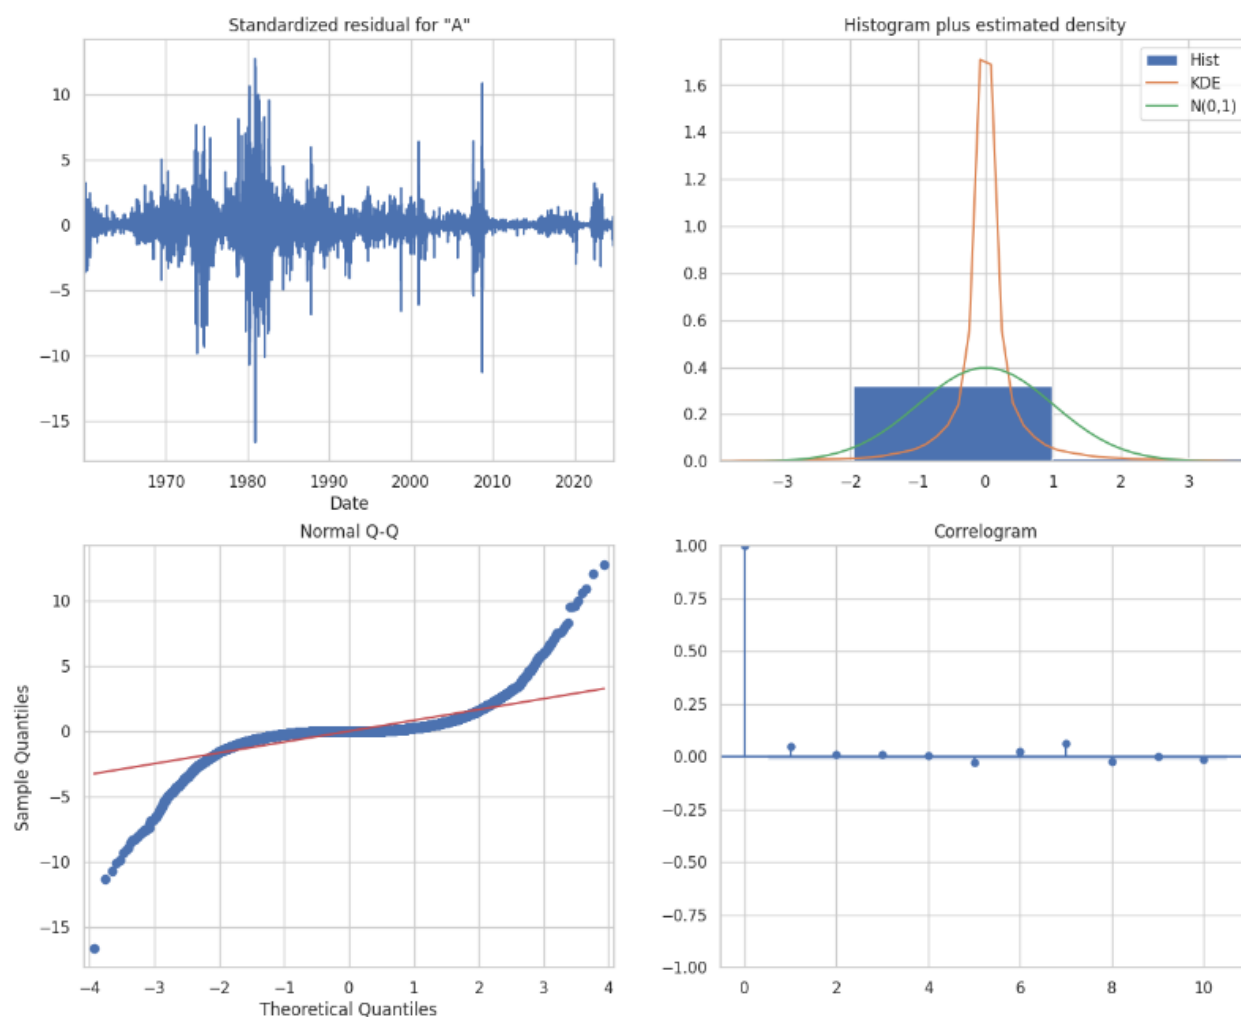 Standardized residual for "A"
10
5
0
−5
−10
−15
1970 1980 1990 2000 2010 2020
Date
Histogram plus estimated density
Hist
KDE
N(0,1)
1.6
1.4
1.2
1.0
0.8
0.6
0.4
0.2
0.0
−3 −2 −1 0 1 2 3
Normal Q-Q
Sample Quantiles
10
5
0
−5
−10
−15
−4 −3 −2 −1 0 1 2 3 4
Theoretical Quantiles
Correlogram
1.00
0.75
0.50
0.25
0.00
−0.25
−0.50
−0.75
−1.00
0 2 4 6 8 10